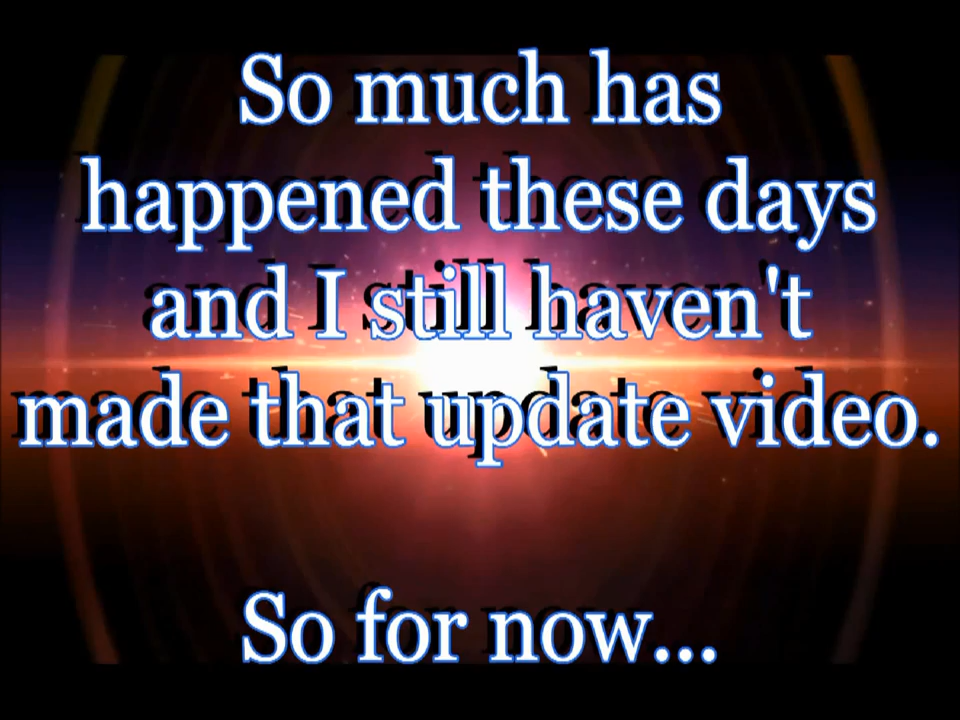 So much has
happened these days
and I still haven't
made that update video.
So for now...